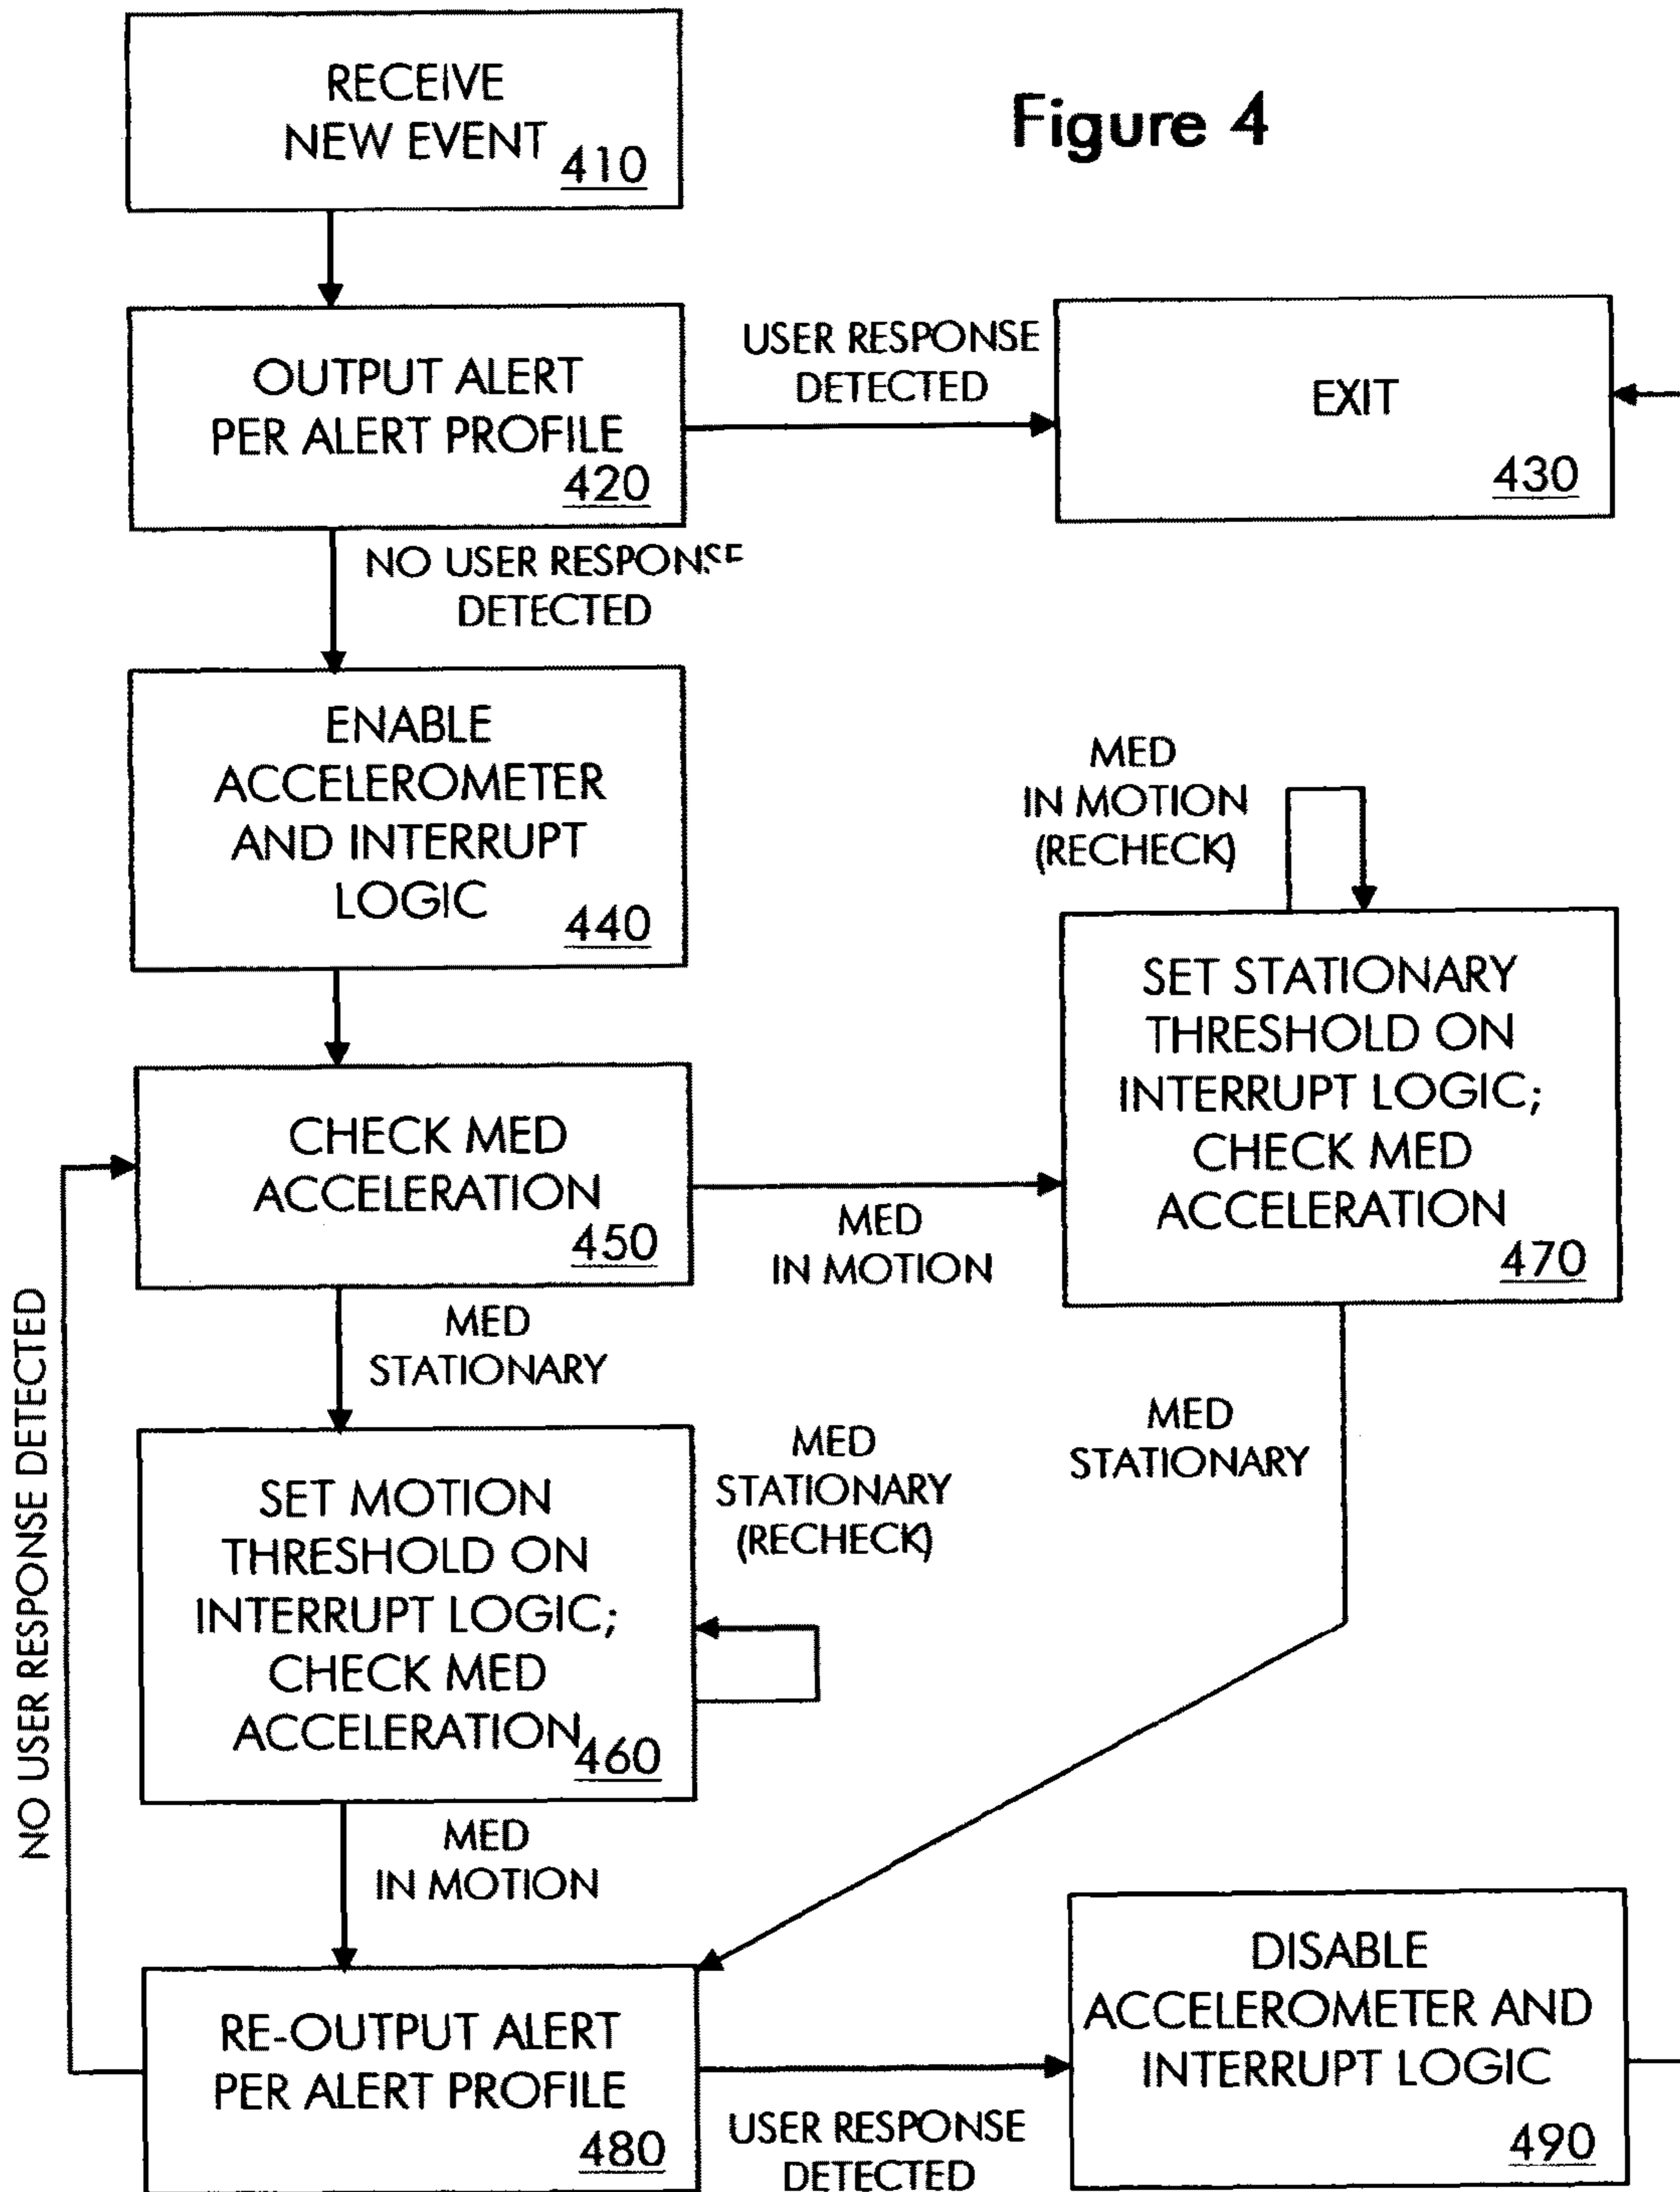 Figure 4
RECEIVE
NEW EVENT
410
OUTPUT ALERT
PER ALERT PROFILE
420
USER RESPONSE
DETECTED
EXIT
430
NO USER RESPONSE
DETECTED
ENABLE
ACCELEROMETER
AND INTERRUPT
LOGIC
440
MED
IN MOTION
(RECHECK)
SET STATIONARY
THRESHOLD ON
INTERRUPT LOGIC;
CHECK MED
ACCELERATION
470
CHECK MED
ACCELERATION
450
MED
IN MOTION
MED
STATIONARY
MED
STATIONARY
NO USER RESPONSE DETECTED
SET MOTION
THRESHOLD ON
INTERRUPT LOGIC;
CHECK MED
ACCELERATION
460
MED
STATIONARY
(RECHECK)
MED
IN MOTION
RE-OUTPUT ALERT
PER ALERT PROFILE
480
USER RESPONSE
DETECTED
DISABLE
ACCELEROMETER AND
INTERRUPT LOGIC
490